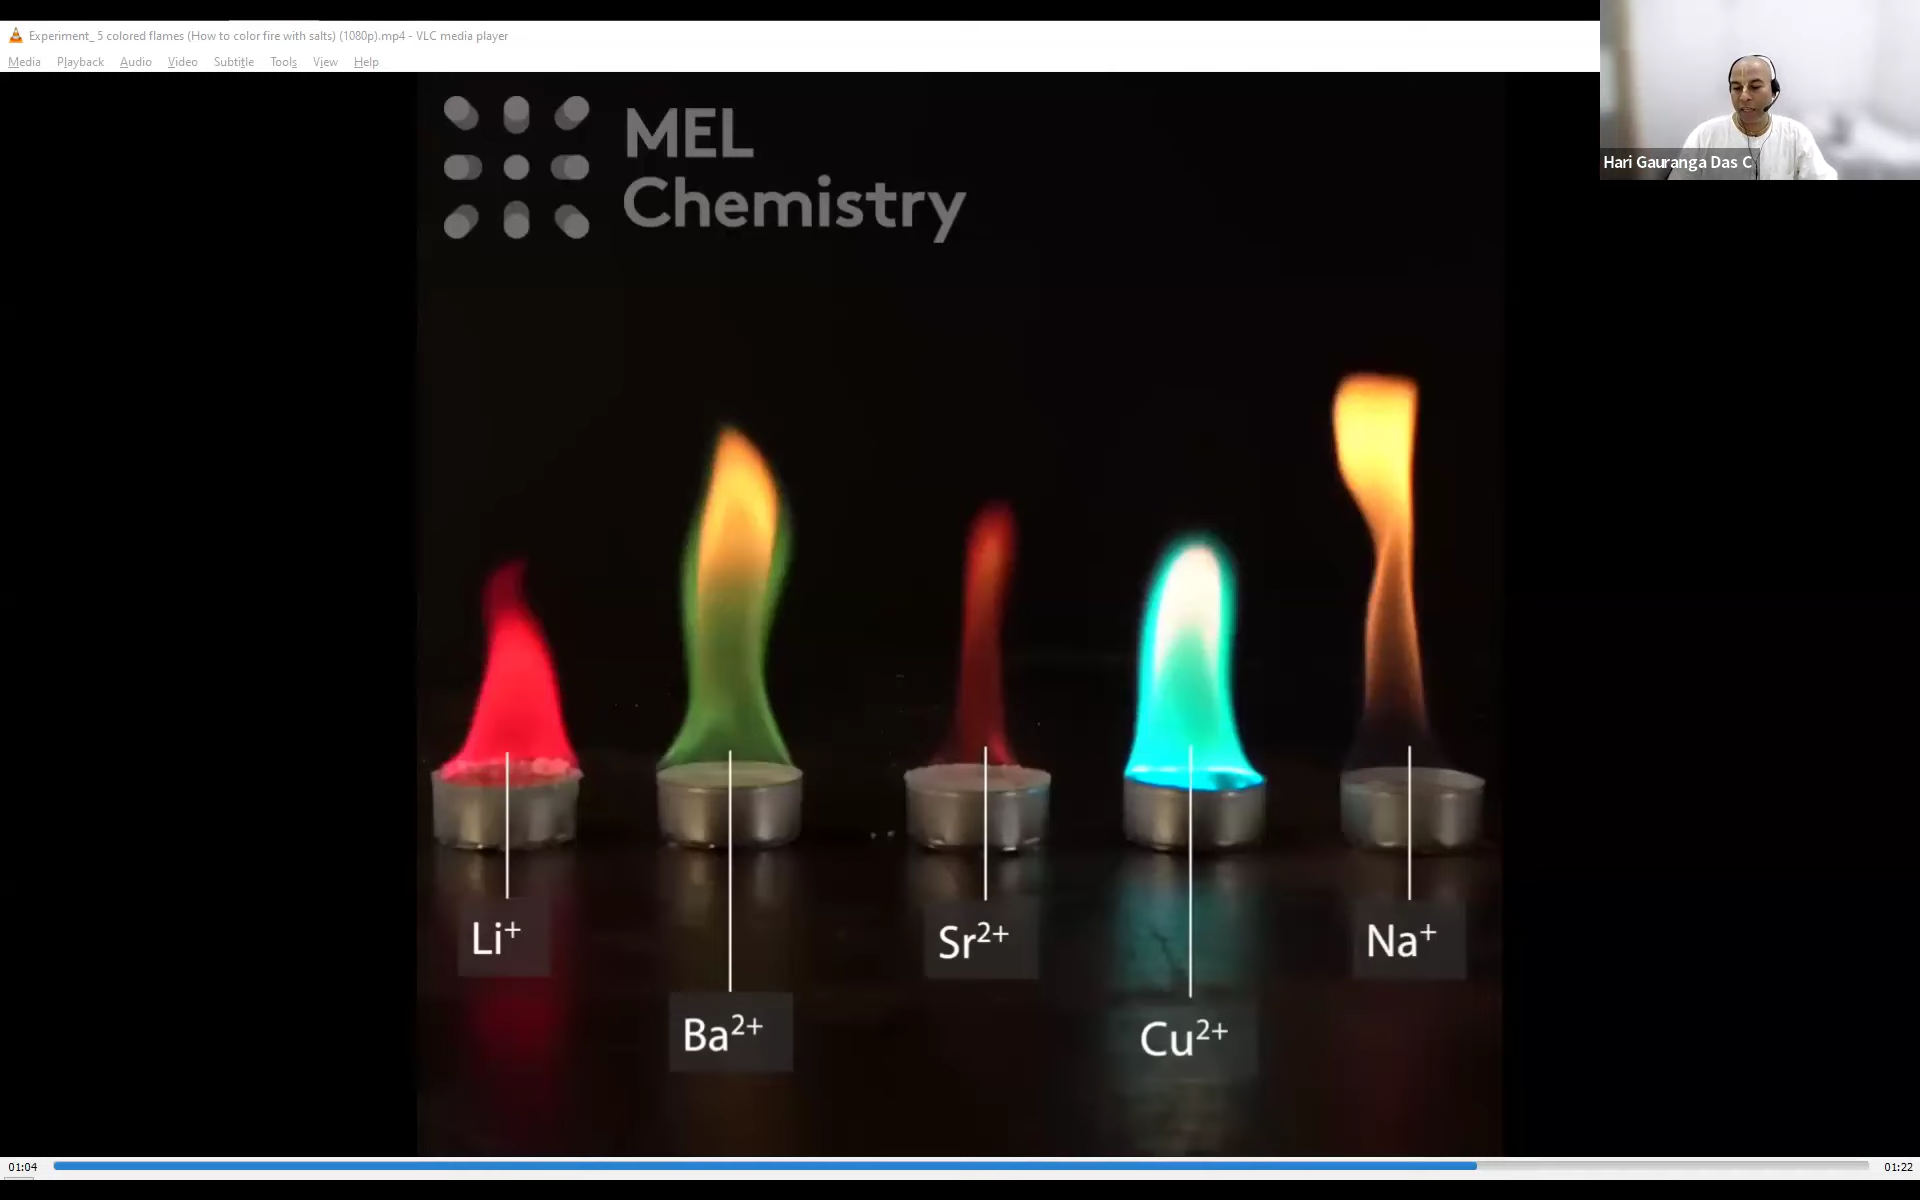 Experiment_ 5 colored flames (How to color fire with salts) (1080p).mp4 - VLC media player
Media Playback Audio Video Subtitle Tools View Help
Hari Gauranga Das C
MEL
Chemistry
Li⁺
Ba²⁺
Sr²⁺
Cu²⁺
Na⁺
01:04
01:22